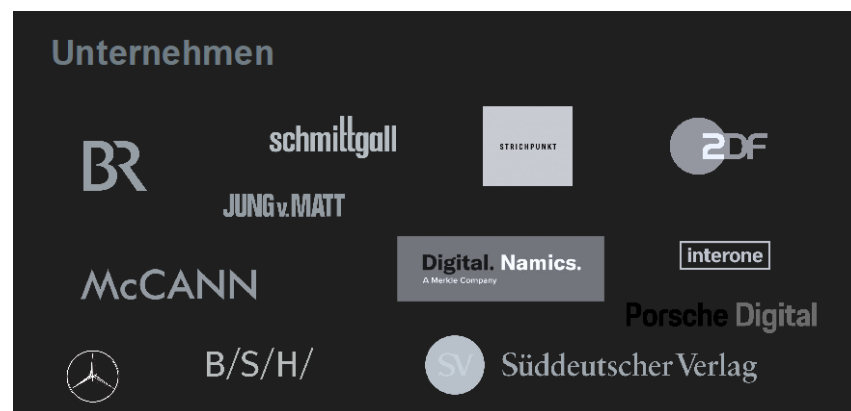 Unternehmen
BR
schmittgall
STRICHPUNKT
2DF
JUNG v. MATT
McCANN
Digital. Namics.
A Merkle Company
interone
Porsche Digital
B/S/H/
SV Süddeutscher Verlag